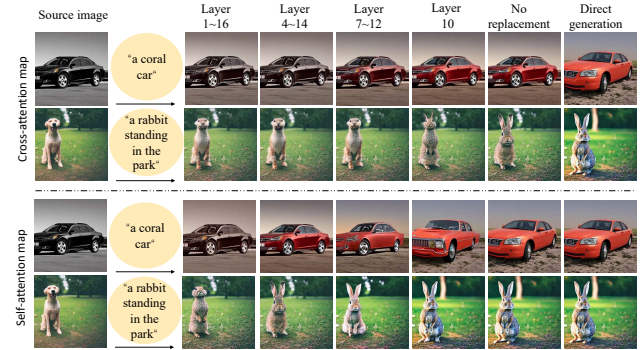 Source image
Layer
1~16
Layer
4~14
Layer
7~12
Layer
10
No
replacement
Direct
generation
Cross-attention map
“a coral
car“
“a rabbit
standing
in the
park“
Self-attention map
“a coral
car“
“a rabbit
standing
in the
park“